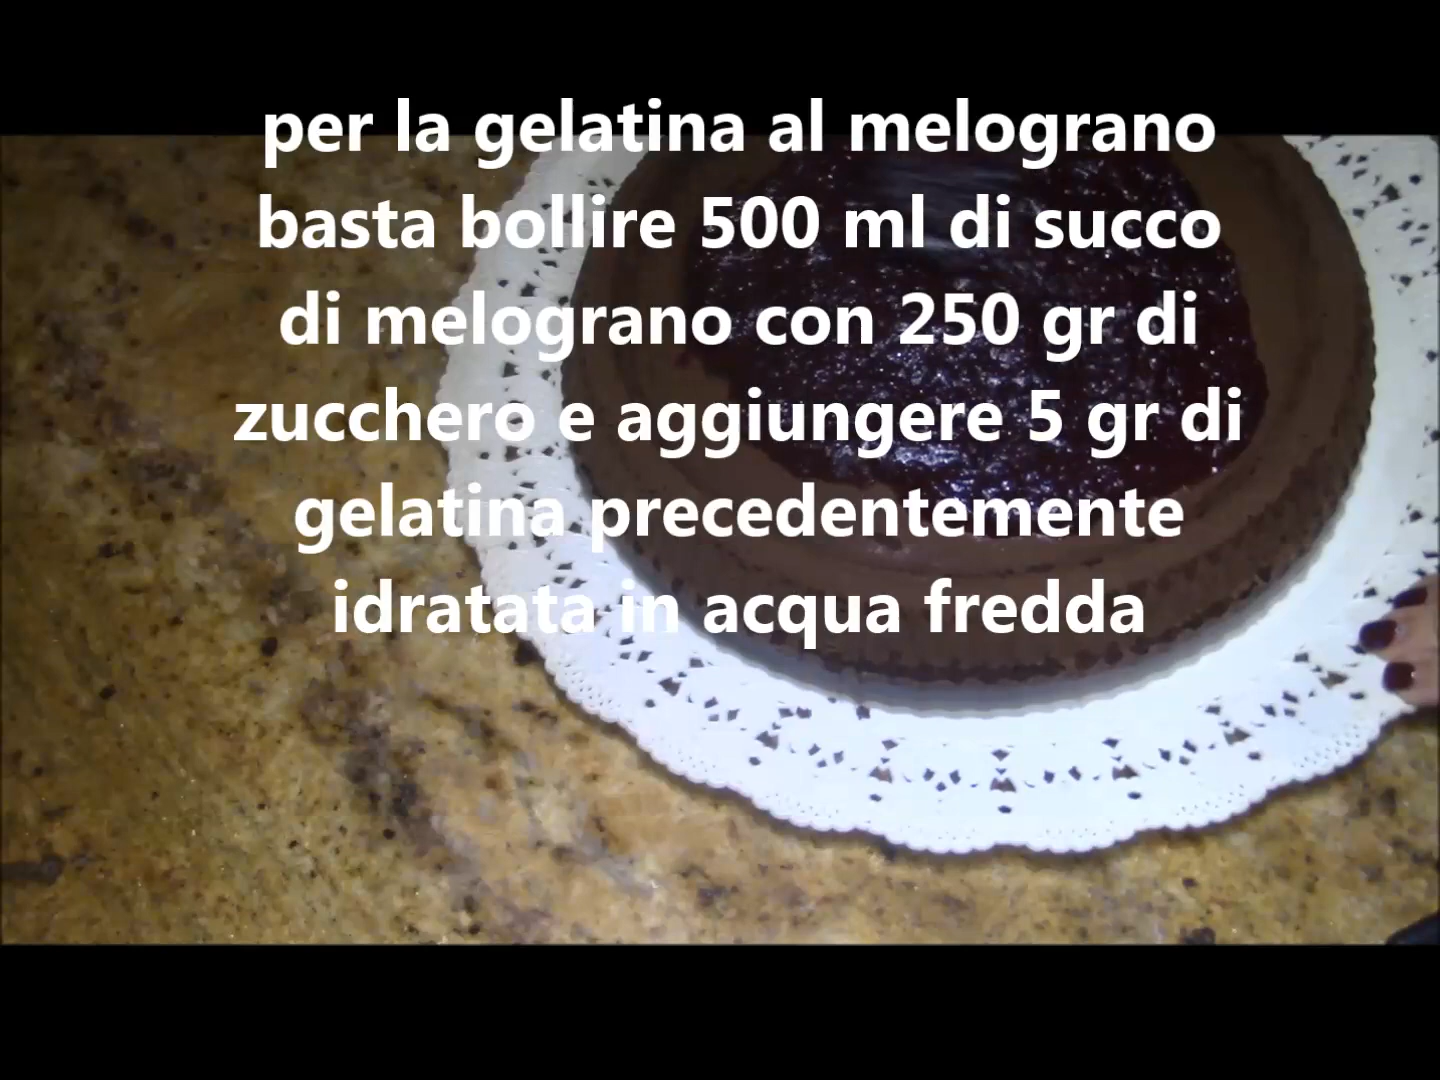 per la gelatina al melograno
basta bollire 500 ml di succo
di melograno con 250 gr di
zucchero e aggiungere 5 gr di
gelatina precedentemente
idratata in acqua fredda